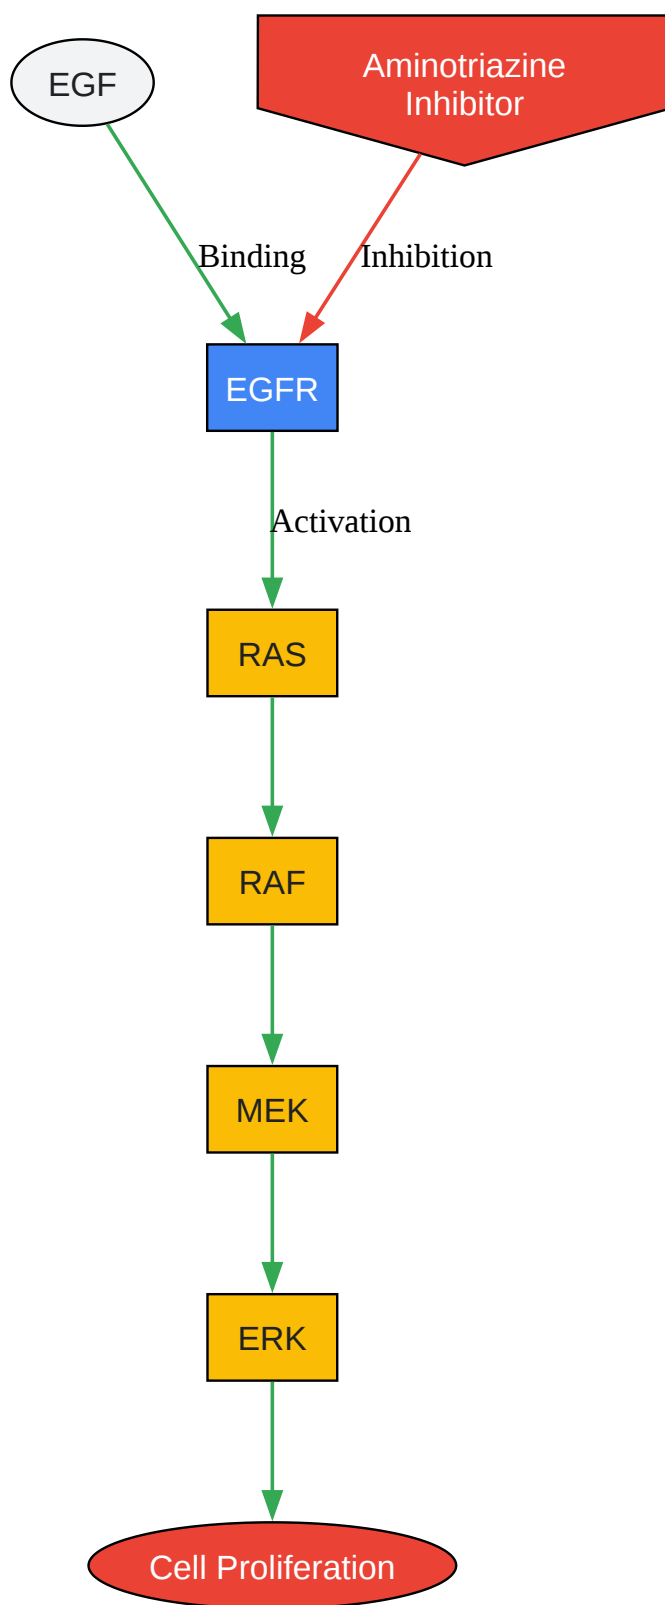 EGF
Aminotriazine
Inhibitor
Binding
Inhibition
EGFR
Activation
RAS
RAF
MEK
ERK
Cell Proliferation